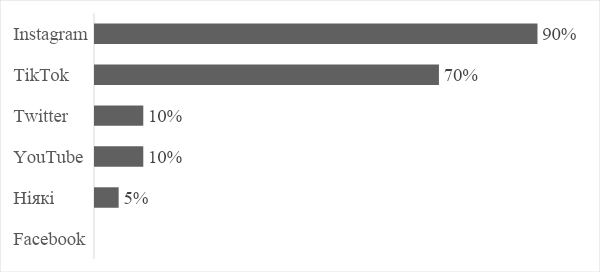 Instagram 90%
TikTok 70%
Twitter 10%
YouTube 10%
Ніякі 5%
Facebook